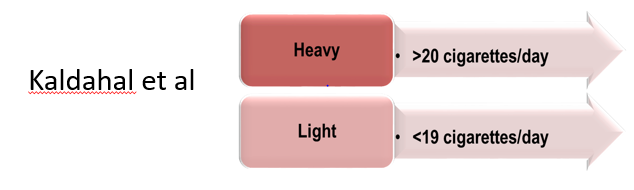 Heavy
• >20 cigarettes/day
Kaldahal et al
Light
• <19 cigarettes/day